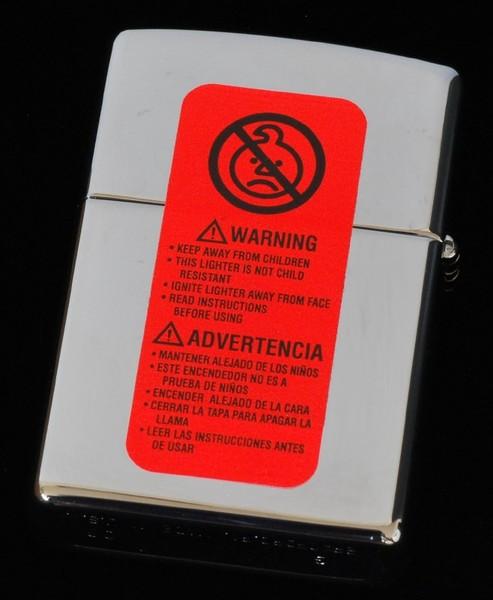 WARNING
• KEEP AWAY FROM CHILDREN
• THIS LIGHTER IS NOT CHILD
RESISTANT
• IGNITE LIGHTER AWAY FROM FACE
• READ INSTRUCTIONS
BEFORE USING
ADVERTENCIA
• MANTENER ALEJADO DE LOS NIÑOS
• ESTE ENCENDEDOR NO ES A
PRUEBA DE NIÑOS
• ENCENDER ALEJADO DE LA CARA
• CERRAR LA TAPA PARA APAGAR LA
LLAMA
• LEER LAS INSTRUCCIONES ANTES
DE USAR